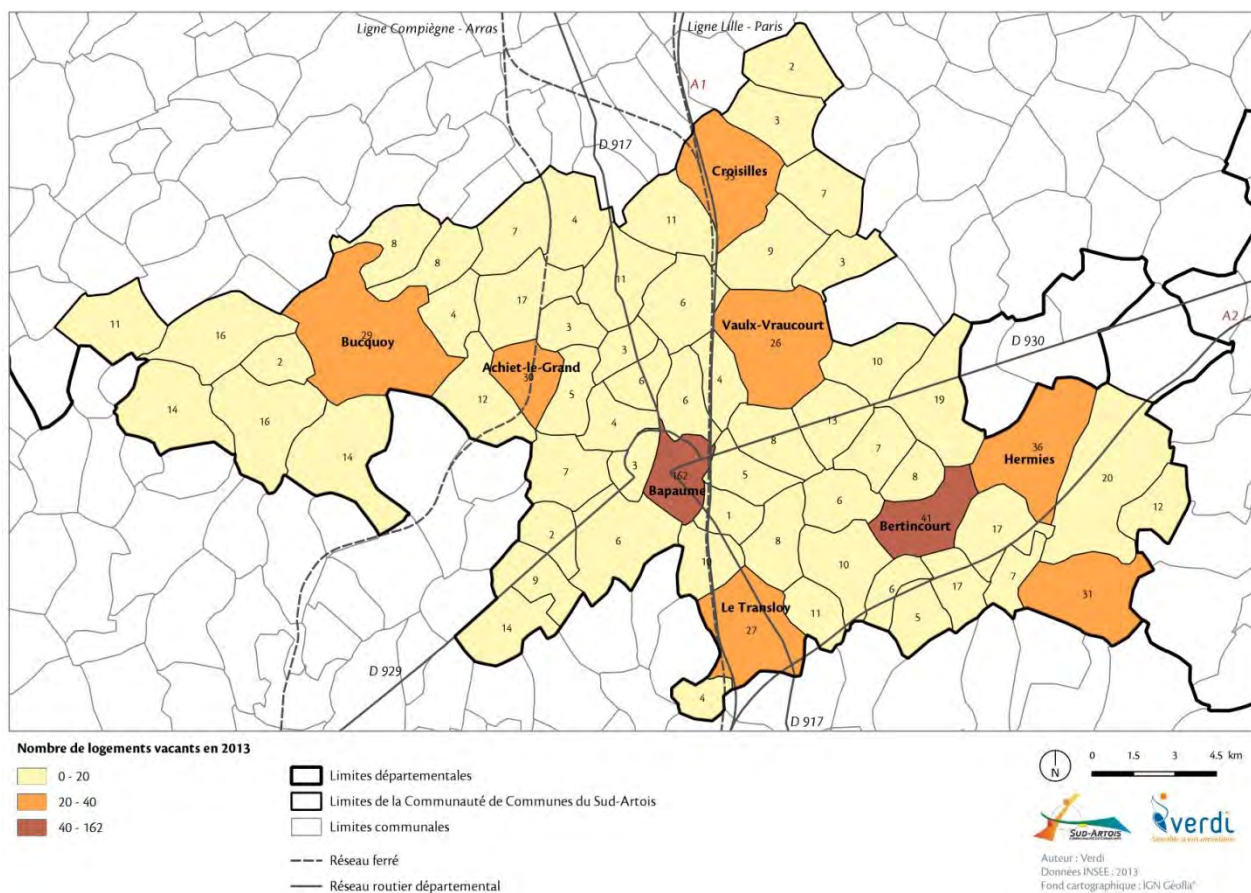 Ligne Compiègne - Arras
Ligne Lille - Paris
2
A1
3
D 917
Croisilles
35
7
4
11
7
8
9
8
3
11
6
17
A2
11
16
4
Vaulx-Vraucourt
D 930
29
3
Bucquoy
26
2
3
10
Achiet-le-Grand
30
6
4
19
12
5
6
14
13
16
4
8
7
36
14
Hermies
7
3
162
5
8
20
Bapaume
6
12
1
41
Bertincourt
17
2
6
8
10
10
9
6
17
7
31
Le Transloy
11
5
14
27
D 929
4
D 917
Nombre de logements vacants en 2013
0 - 20
20 - 40
40 - 162
Limites départementales
Limites de la Communauté de Communes du Sud-Artois
Limites communales
Réseau ferré
Réseau routier départemental
N
0 1.5 3 4.5 km
SUD-ARTOIS
verdi
Auteur : Verdi
Données INSEE : 2013
Fond cartographique : IGN Géofla®